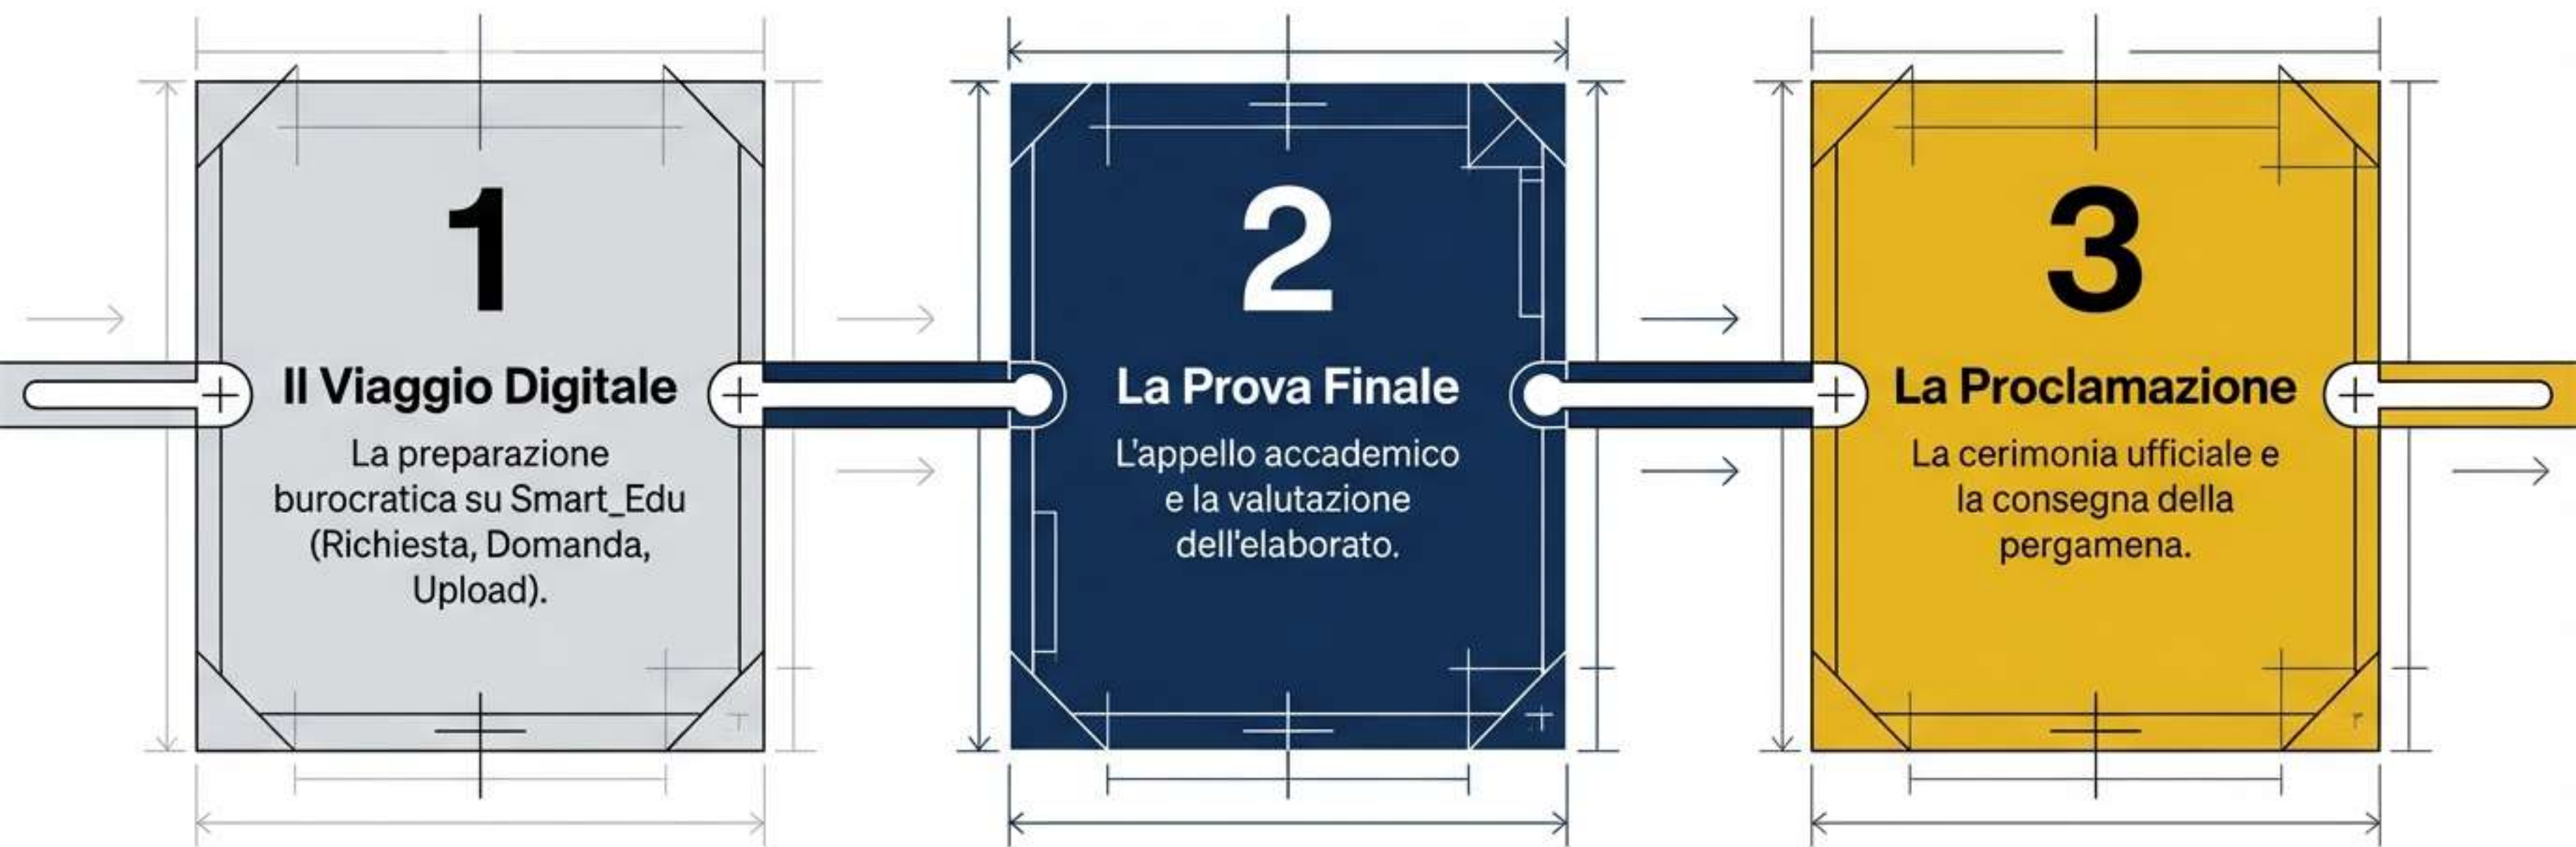 1
Il Viaggio Digitale
La preparazione
burocratica su Smart_Edu
(Richiesta, Domanda,
Upload).
2
La Prova Finale
L'appello accademico
e la valutazione
dell'elaborato.
3
La Proclamazione
La cerimonia ufficiale e
la consegna della
pergamena.